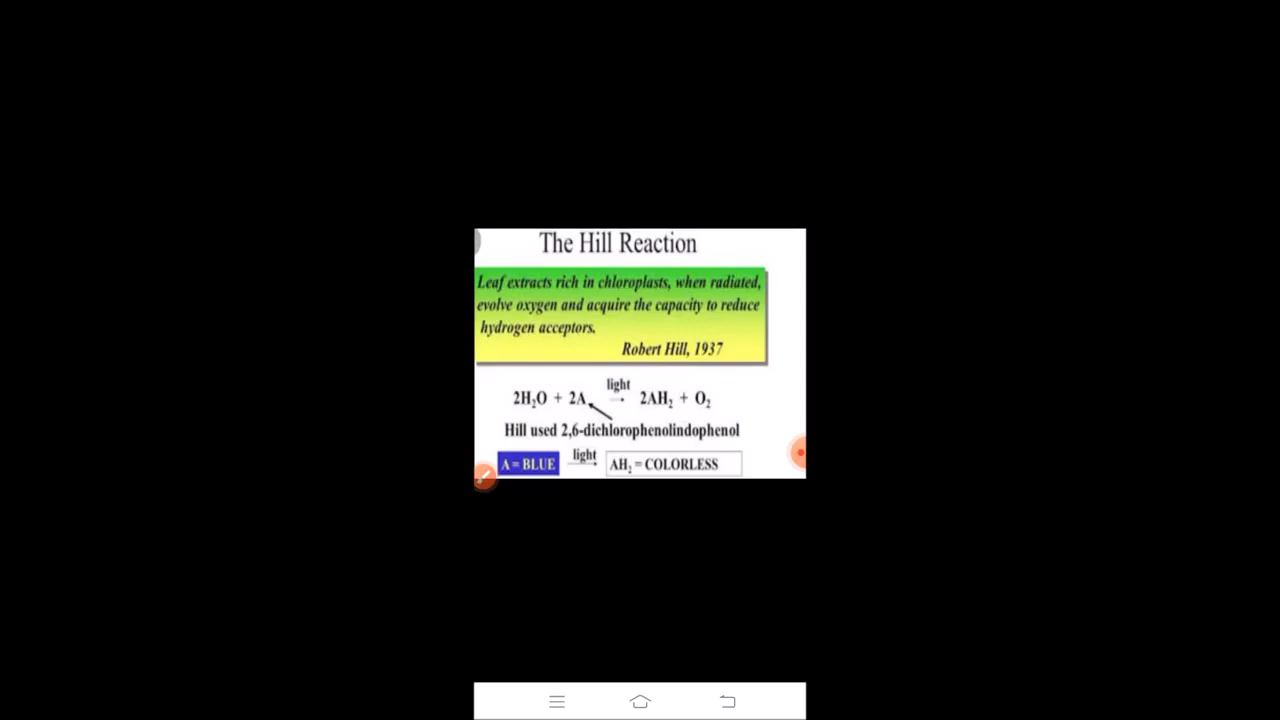 The Hill Reaction
Leaf extracts rich in chloroplasts, when radiated,
evolve oxygen and acquire the capacity to reduce
hydrogen acceptors.
Robert Hill, 1937
2H₂O + 2A light → 2AH₂ + O₂
Hill used 2,6-dichlorophenolindophenol
A = BLUE light → AH₂ = COLORLESS